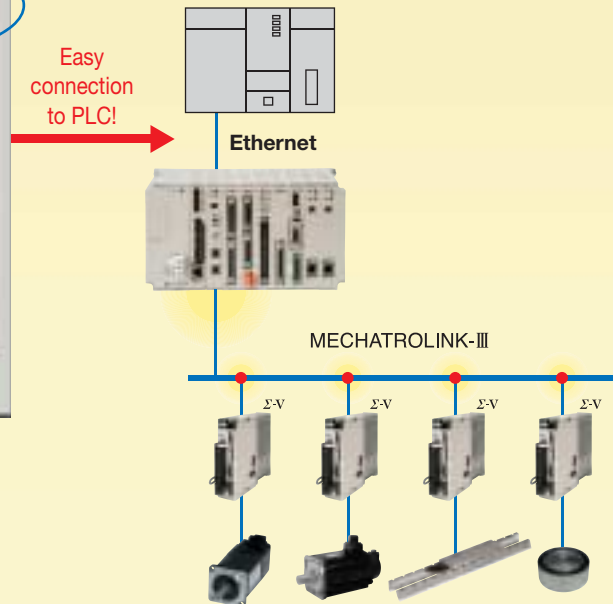 Easy
connection
to PLC!
Ethernet
MECHATROLINK-Ⅲ
Σ-V
Σ-V
Σ-V
Σ-V